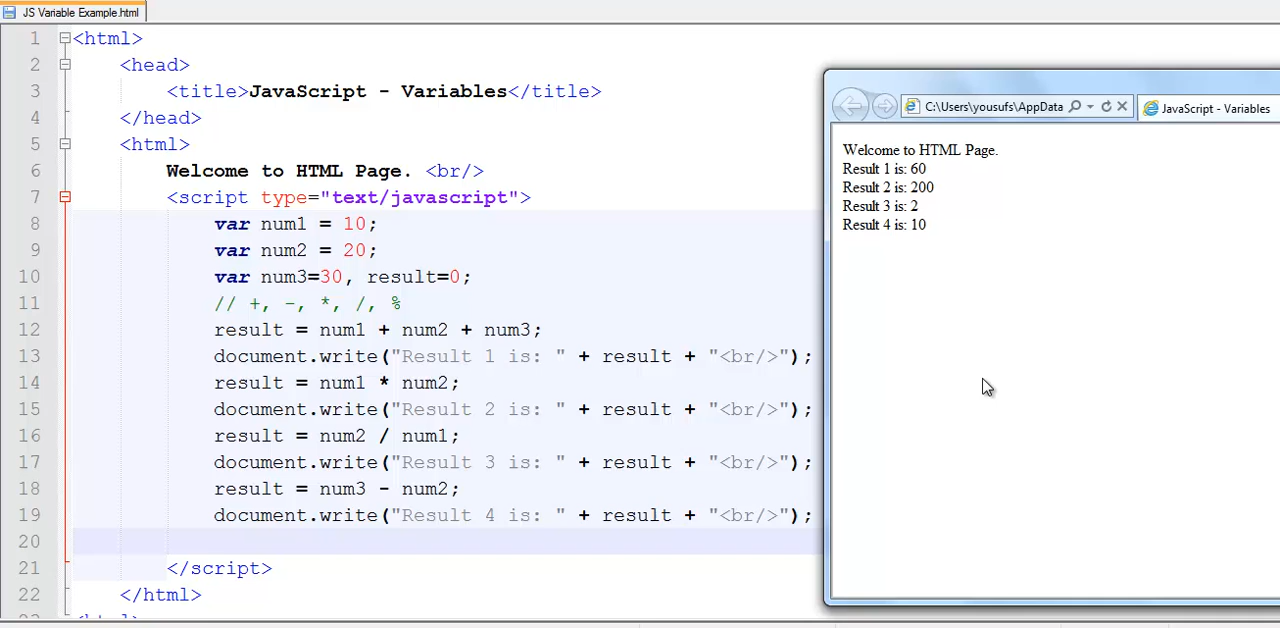 JS Variable Example.html
1 <html>
2 <head>
3 <title>JavaScript - Variables</title>
4 </head>
5 <html>
6 Welcome to HTML Page. <br/>
7 <script type="text/javascript">
8 var num1 = 10;
9 var num2 = 20;
10 var num3=30, result=0;
11 // +, -, *, /, %
12 result = num1 + num2 + num3;
13 document.write("Result 1 is: " + result + "<br/>");
14 result = num1 * num2;
15 document.write("Result 2 is: " + result + "<br/>");
16 result = num2 / num1;
17 document.write("Result 3 is: " + result + "<br/>");
18 result = num3 - num2;
19 document.write("Result 4 is: " + result + "<br/>");
20
21 </script>
22 </html>
C:\Users\yousufs\AppData
JavaScript - Variables
Welcome to HTML Page.
Result 1 is: 60
Result 2 is: 200
Result 3 is: 2
Result 4 is: 10